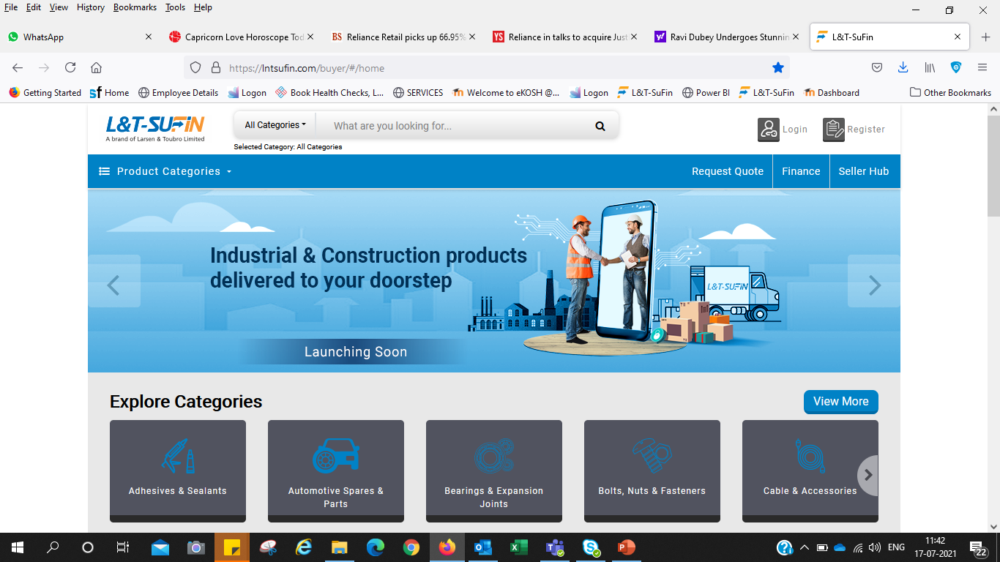 File Edit View History Bookmarks Tools Help
WhatsApp
Capricorn Love Horoscope Tod
BS Reliance Retail picks up 66.95%
YS Reliance in talks to acquire Just
y! Ravi Dubey Undergoes Stunnin
L&T-SuFin
https://lntsufin.com/buyer/#/home
Getting Started
sf Home
Employee Details
Logon
Book Health Checks, L...
SERVICES
Welcome to eKOSH @...
Logon
L&T-SuFin
Power BI
L&T-SuFin
Dashboard
Other Bookmarks
L&T-SUFIN
A brand of Larsen & Toubro Limited
All Categories
What are you looking for...
Selected Category: All Categories
Login
Register
Product Categories
Request Quote
Finance
Seller Hub
Industrial & Construction products
delivered to your doorstep
L&T-SUFIN
Launching Soon
Explore Categories
View More
Adhesives & Sealants
Automotive Spares &
Parts
Bearings & Expansion
Joints
Bolts, Nuts & Fasteners
Cable & Accessories
ENG
11:42
17-07-2021
22